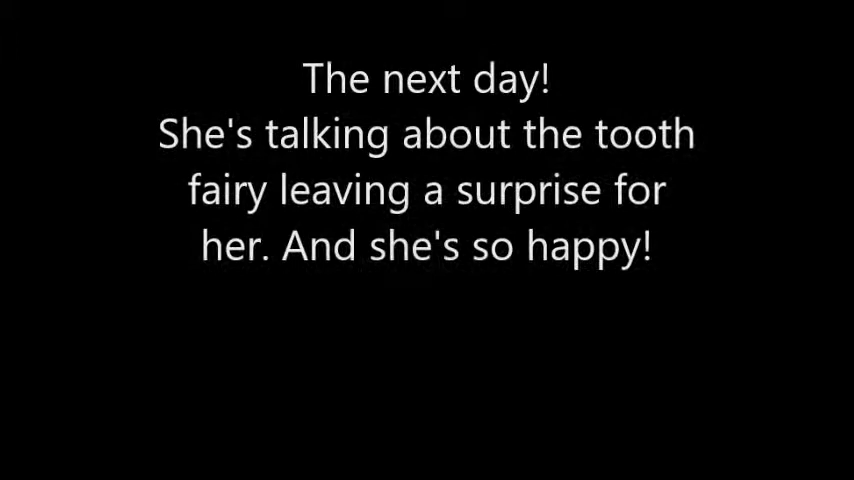 The next day!
She's talking about the tooth
fairy leaving a surprise for
her. And she's so happy!